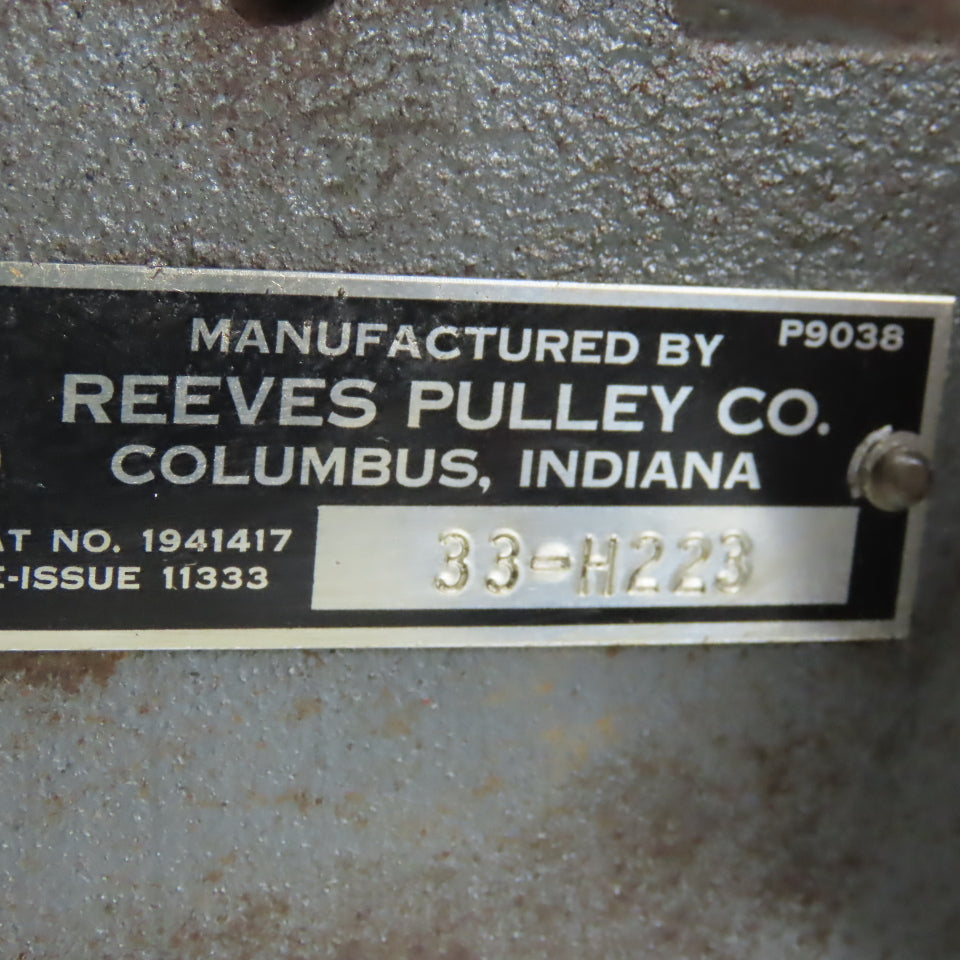 MANUFACTURED BY P9038
REEVES PULLEY CO.
COLUMBUS, INDIANA
AT NO. 1941417
E-ISSUE 11333
33-H223